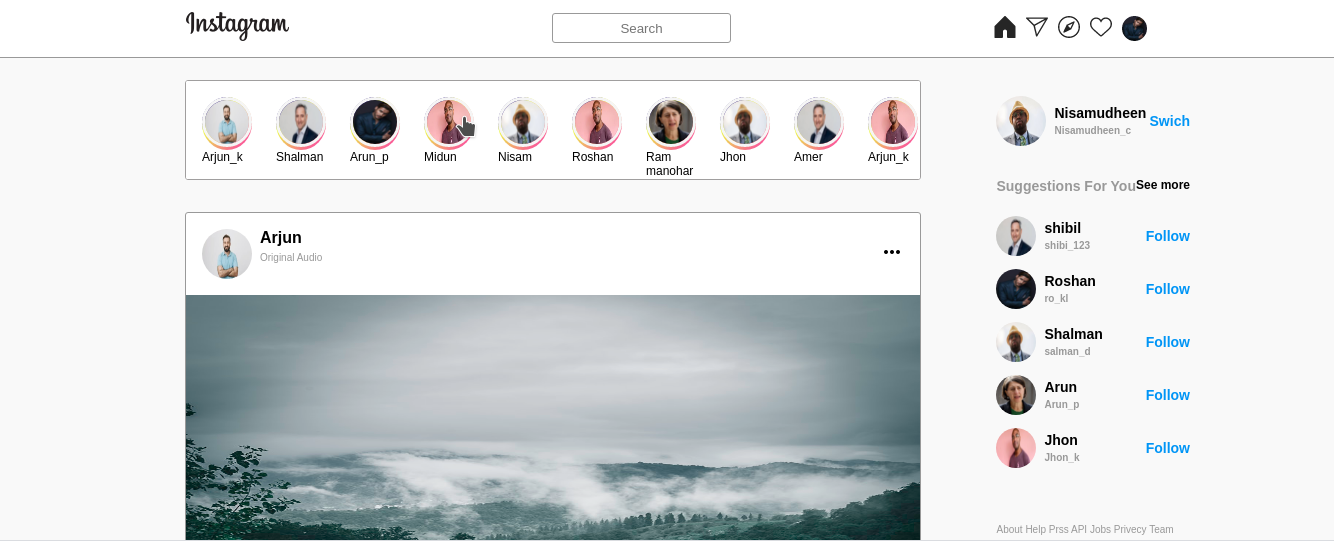 Instagram
Search
Arjun_k
Shalman
Arun_p
Midun
Nisam
Roshan
Ram
manohar
Jhon
Amer
Arjun_k
Arjun
Original Audio
Nisamudheen
Nisamudheen_c
Swich
Suggestions For You
See more
shibil
shibi_123
Follow
Roshan
ro_kl
Follow
Shalman
salman_d
Follow
Arun
Arun_p
Follow
Jhon
Jhon_k
Follow
About Help Prss API Jobs Privecy Team